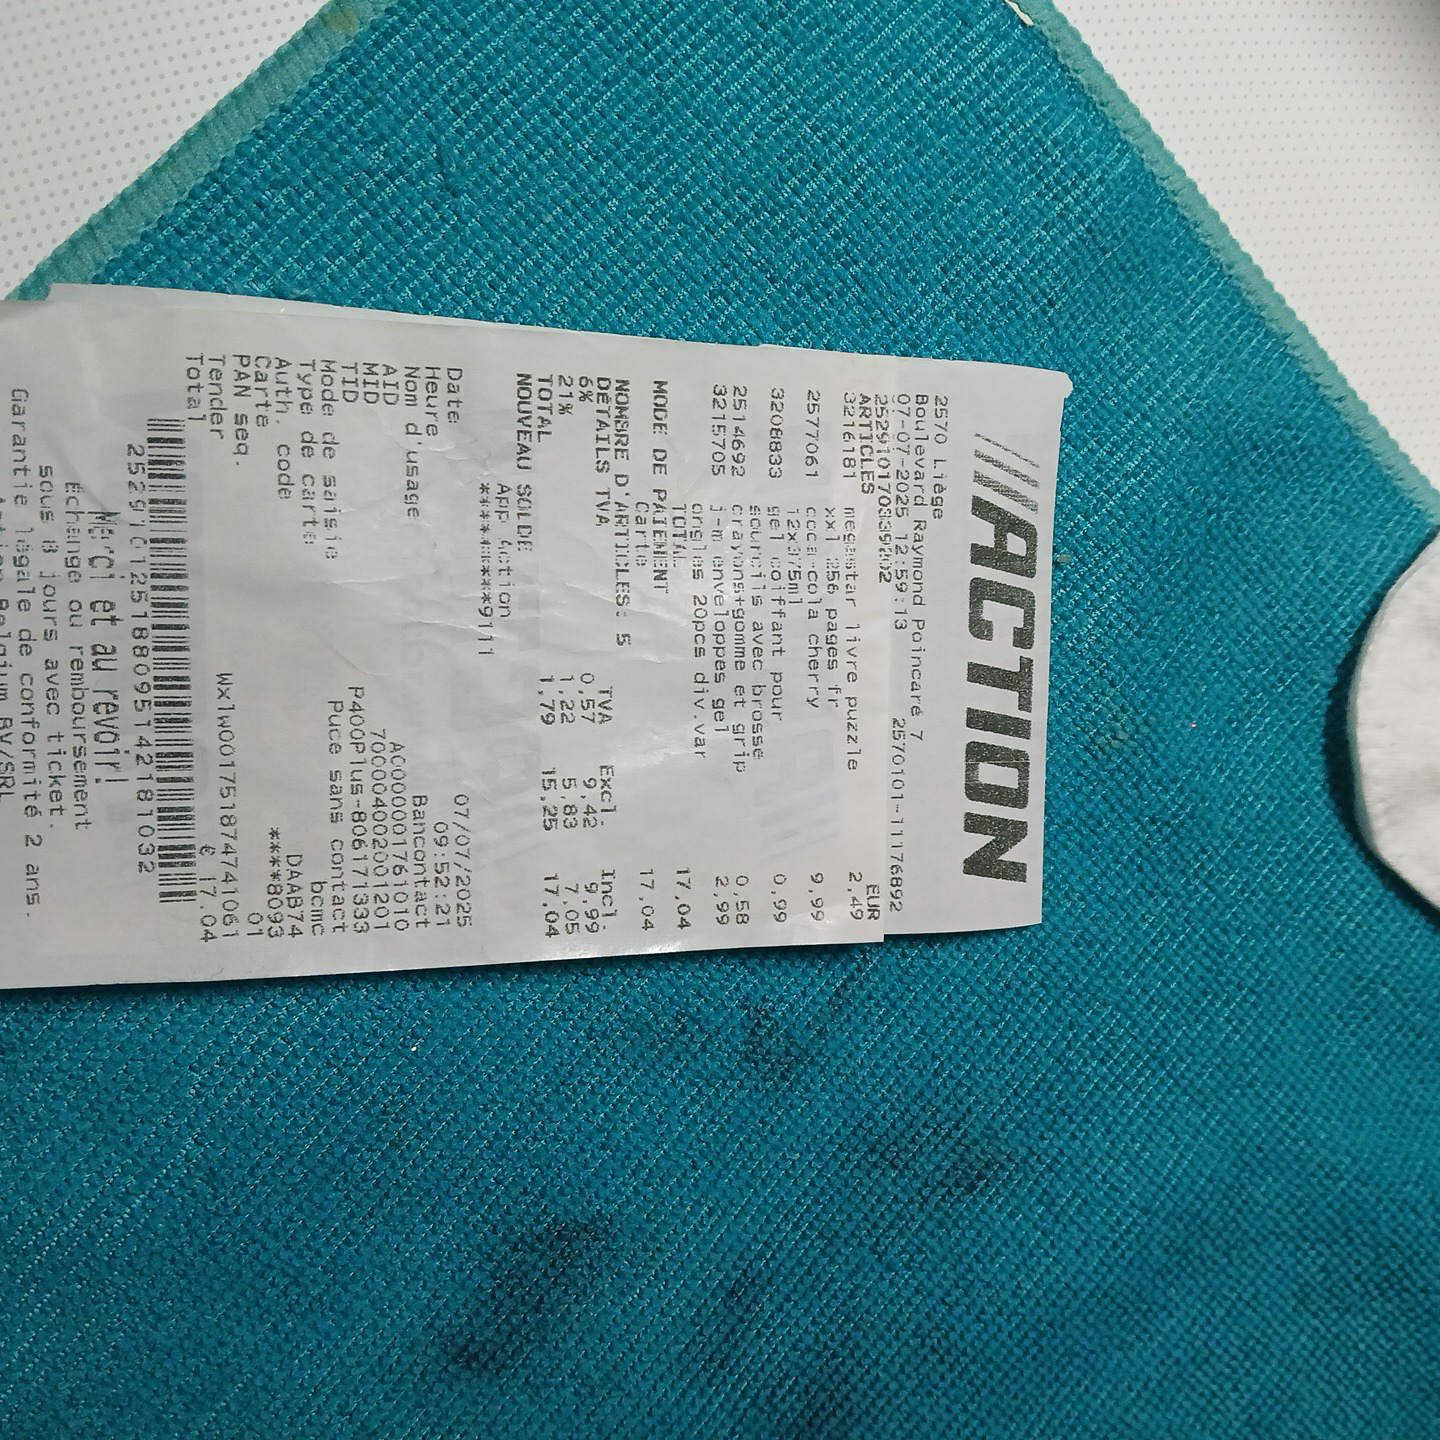 ACTION
2570 Liège
Boulevard Raymond Poincaré 7
07-07-2025 12:59:13 2570101-11176892
ARTICLES EUR
3216181 megastar livre puzzle 2,49
xxl 256 pages fr
2577061 coca-cola cherry 9,99
12x375ml
3208833 gel coiffant pour 0,99
sourcils avec brosse
2514692 crayons+gomme et grip 0,58
3215705 j-m enveloppes gel 2,99
ongles 20pcs div.var
TOTAL 17,04
MODE DE PAIEMENT
Carte 17,04
NOMBRE D'ARTICLES: 5
DÉTAILS TVA TVA Excl. Incl.
6% 0,57 9,42 9,99
21% 1,22 5,83 7,05
TOTAL 1,79 15,25 17,04
NOUVEAU SOLDE
App Action
Date 07/07/2025
Heure 09:52:21
Nom d'usage Bancontact
AID
MID
TID P400Plus-806171333
Mode de saisie Puce sans contact
Type de carte bcmc
Auth. code DAAB74
Carte ****8093
PAN seq. 01
Tender wx1w001751874741061
Total € 17.04
Merci et au revoir!
Echange ou remboursement
sous 8 jours avec ticket.
Garantie légale de conformité 2 ans.
Belgium BV/SRL